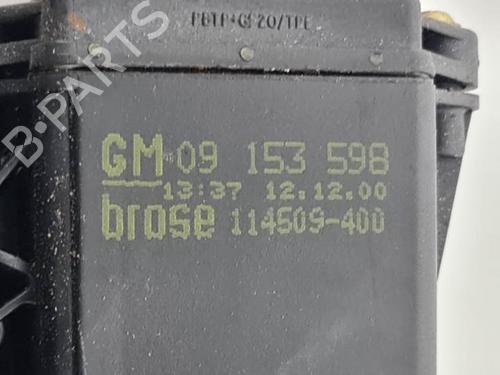 PBTP+GF20/TPE
GM 09 153 598
13:37 12.12.00
brose 114509-400
B-PARTS